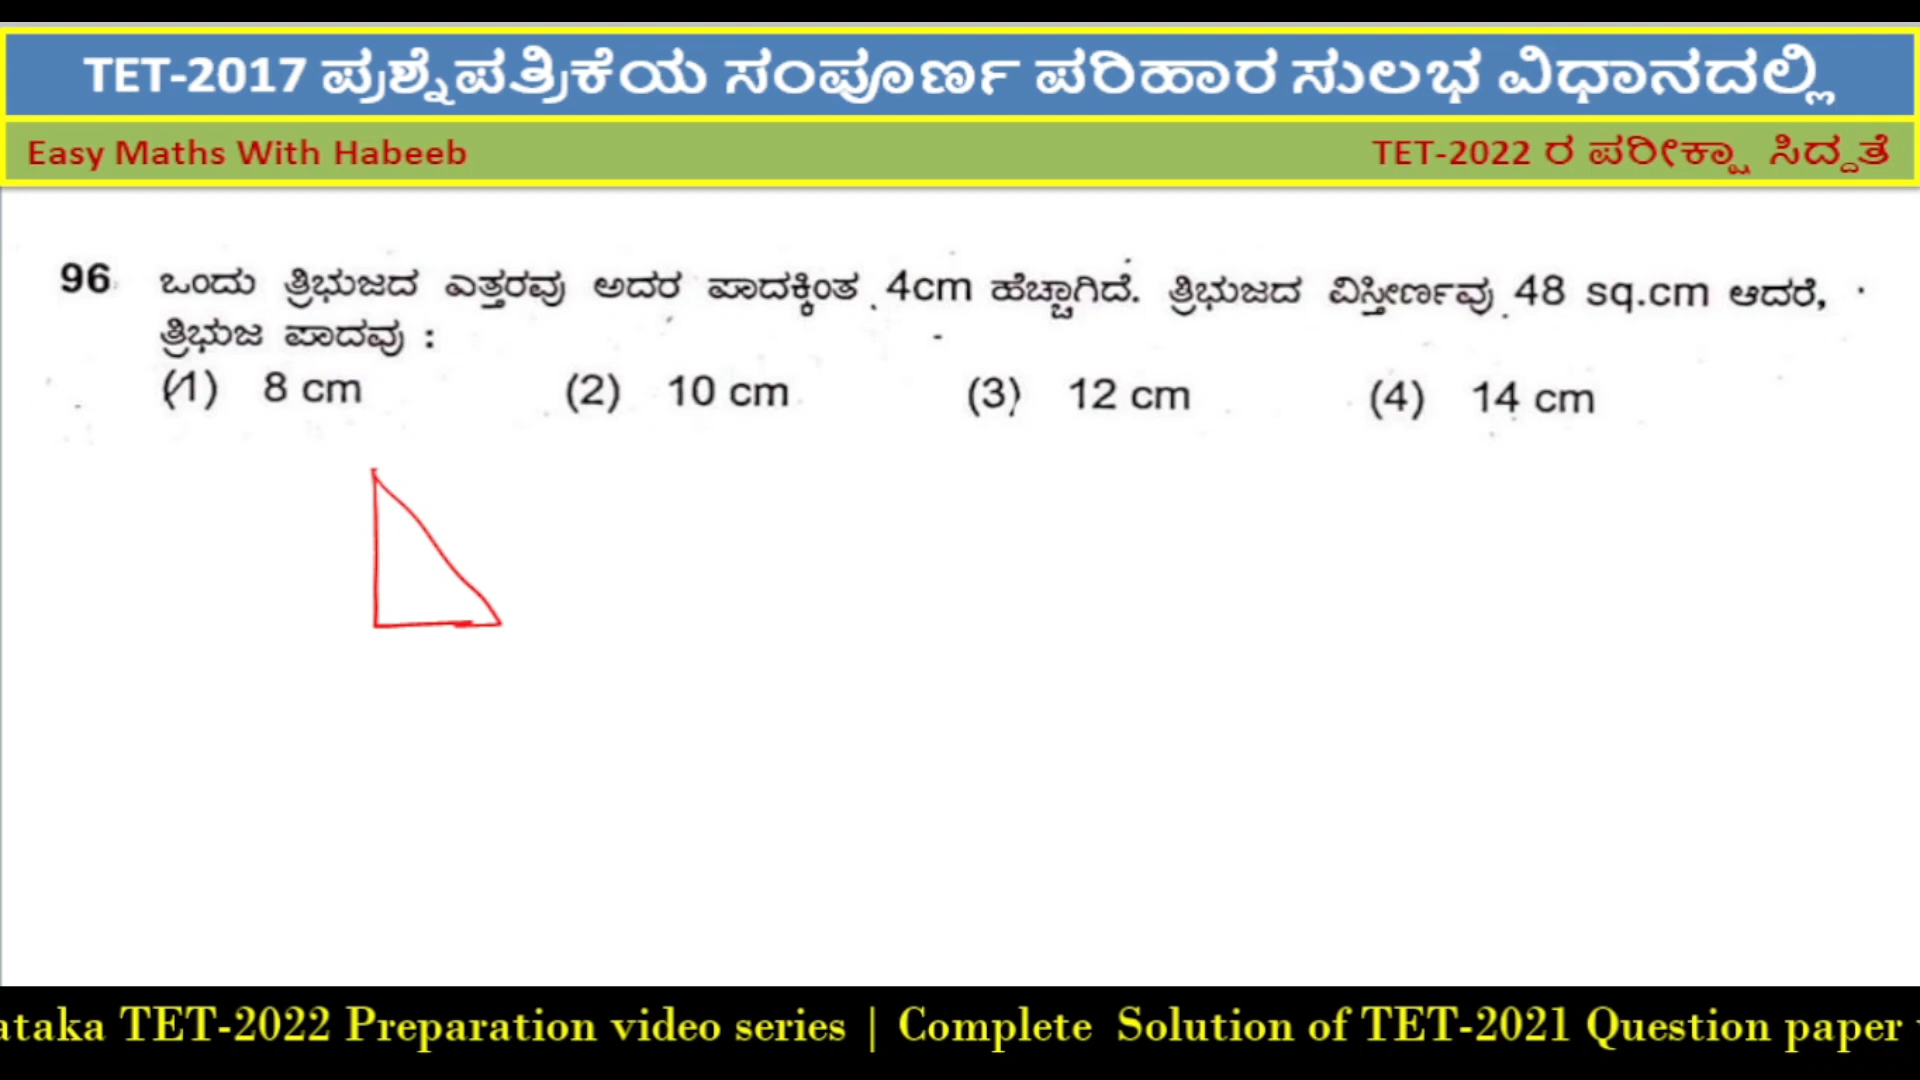 TET-2017 ಪ್ರಶ್ನೆಪತ್ರಿಕೆಯ ಸಂಪೂರ್ಣ ಪರಿಹಾರ ಸುಲಭ ವಿಧಾನದಲ್ಲಿ
Easy Maths With Habeeb TET-2022 ರ ಪರೀಕ್ಷಾ ಸಿದ್ದತೆ
96 ಒಂದು ತ್ರಿಭುಜದ ಎತ್ತರವು ಅದರ ಪಾದಕ್ಕಿಂತ 4cm ಹೆಚ್ಚಾಗಿದೆ. ತ್ರಿಭುಜದ ವಿಸ್ತೀರ್ಣವು 48 sq.cm ಆದರೆ,
ತ್ರಿಭುಜ ಪಾದವು :
(1) 8 cm (2) 10 cm (3) 12 cm (4) 14 cm
ataka TET-2022 Preparation video series | Complete Solution of TET-2021 Question paper